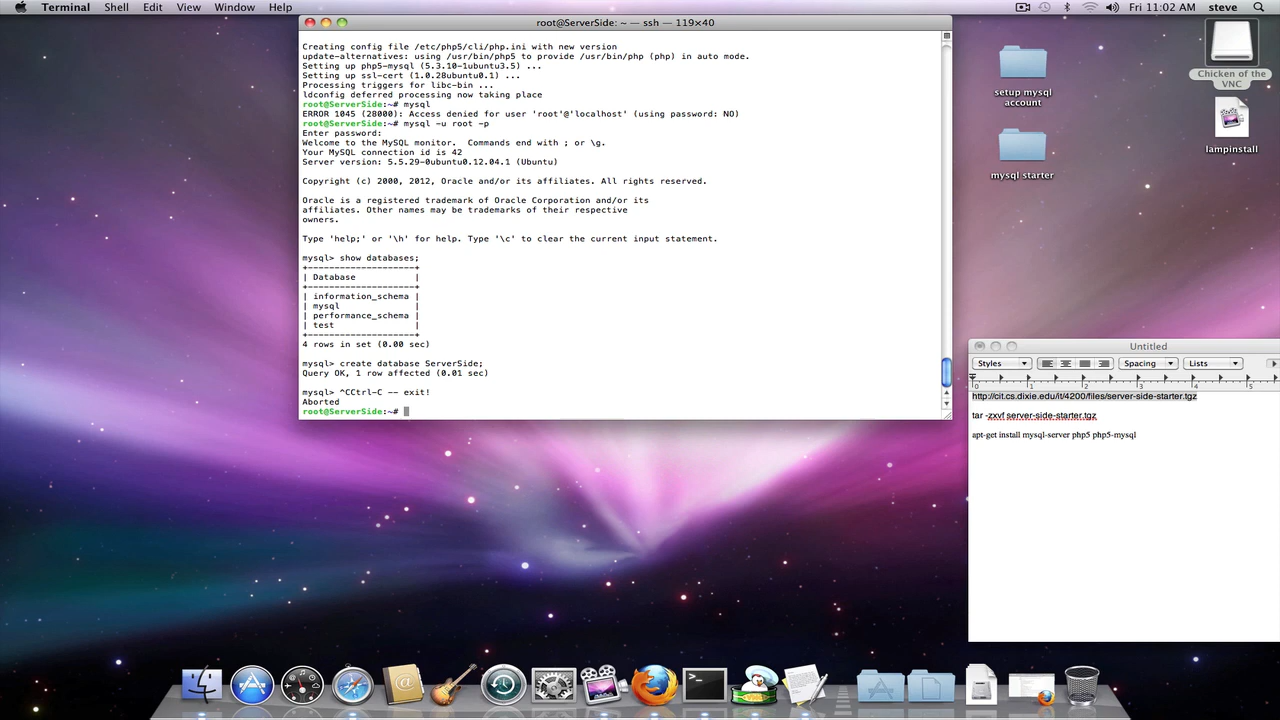 Terminal Shell Edit View Window Help
Fri 11:02 AM steve
root@ServerSide: ~ — ssh — 119×40
Creating config file /etc/php5/cli/php.ini with new version
update-alternatives: using /usr/bin/php5 to provide /usr/bin/php (php) in auto mode.
Setting up php5-mysql (5.3.10-1ubuntu3.5) ...
Setting up ssl-cert (1.0.28ubuntu0.1) ...
Processing triggers for libc-bin ...
ldconfig deferred processing now taking place
root@ServerSide:~# mysql
ERROR 1045 (28000): Access denied for user 'root'@'localhost' (using password: NO)
root@ServerSide:~# mysql -u root -p
Enter password:
Welcome to the MySQL monitor.  Commands end with ; or \g.
Your MySQL connection id is 42
Server version: 5.5.29-0ubuntu0.12.04.1 (Ubuntu)
Copyright (c) 2000, 2012, Oracle and/or its affiliates. All rights reserved.
Oracle is a registered trademark of Oracle Corporation and/or its
affiliates. Other names may be trademarks of their respective
owners.
Type 'help;' or '\h' for help. Type '\c' to clear the current input statement.
mysql> show databases;
+--------------------+
| Database           |
+--------------------+
| information_schema |
| mysql              |
| performance_schema |
| test               |
+--------------------+
4 rows in set (0.00 sec)
mysql> create database ServerSide;
Query OK, 1 row affected (0.01 sec)
mysql> ^CCtrl-C -- exit!
Aborted
root@ServerSide:~#
setup mysql
account
mysql starter
Chicken of the
VNC
lampinstall
Untitled
Styles Spacing Lists
0 1 2 3 4 5
http://cit.cs.dixie.edu/it/4200/files/server-side-starter.tgz
tar -zxvf server-side-starter.tgz
apt-get install mysql-server php5 php5-mysql